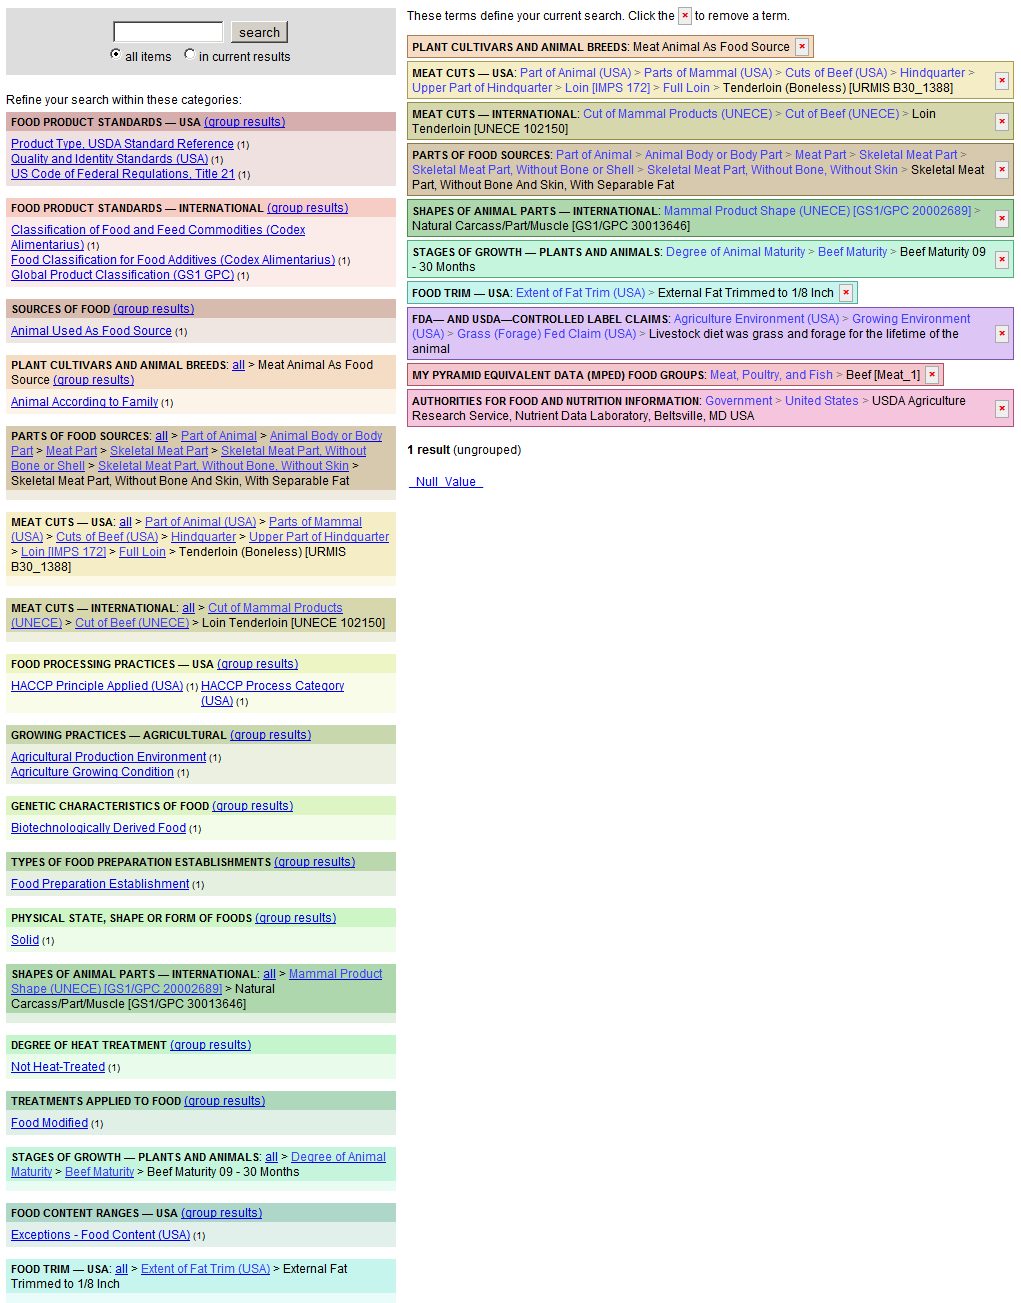 search
all items in current results
Refine your search within these categories:
FOOD PRODUCT STANDARDS — USA (group results)
Product Type, USDA Standard Reference (1)
Quality and Identity Standards (USA) (1)
US Code of Federal Regulations, Title 21 (1)
FOOD PRODUCT STANDARDS — INTERNATIONAL (group results)
Classification of Food and Feed Commodities (Codex
Alimentarius) (1)
Food Classification for Food Additives (Codex Alimentarius) (1)
Global Product Classification (GS1 GPC) (1)
SOURCES OF FOOD (group results)
Animal Used As Food Source (1)
PLANT CULTIVARS AND ANIMAL BREEDS: all > Meat Animal As Food
Source (group results)
Animal According to Family (1)
PARTS OF FOOD SOURCES: all > Part of Animal > Animal Body or Body
Part > Meat Part > Skeletal Meat Part > Skeletal Meat Part, Without
Bone or Shell > Skeletal Meat Part, Without Bone, Without Skin >
Skeletal Meat Part, Without Bone And Skin, With Separable Fat
MEAT CUTS — USA: all > Part of Animal (USA) > Parts of Mammal
(USA) > Cuts of Beef (USA) > Hindquarter > Upper Part of Hindquarter
> Loin [IMPS 172] > Full Loin > Tenderloin (Boneless) [URMIS
B30_1388]
MEAT CUTS — INTERNATIONAL: all > Cut of Mammal Products
(UNECE) > Cut of Beef (UNECE) > Loin Tenderloin [UNECE 102150]
FOOD PROCESSING PRACTICES — USA (group results)
HACCP Principle Applied (USA) (1) HACCP Process Category
(USA) (1)
GROWING PRACTICES — AGRICULTURAL (group results)
Agricultural Production Environment (1)
Agriculture Growing Condition (1)
GENETIC CHARACTERISTICS OF FOOD (group results)
Biotechnologically Derived Food (1)
TYPES OF FOOD PREPARATION ESTABLISHMENTS (group results)
Food Preparation Establishment (1)
PHYSICAL STATE, SHAPE OR FORM OF FOODS (group results)
Solid (1)
SHAPES OF ANIMAL PARTS — INTERNATIONAL: all > Mammal Product
Shape (UNECE) [GS1/GPC 20002689] > Natural
Carcass/Part/Muscle [GS1/GPC 30013646]
DEGREE OF HEAT TREATMENT (group results)
Not Heat-Treated (1)
TREATMENTS APPLIED TO FOOD (group results)
Food Modified (1)
STAGES OF GROWTH — PLANTS AND ANIMALS: all > Degree of Animal
Maturity > Beef Maturity > Beef Maturity 09 - 30 Months
FOOD CONTENT RANGES — USA (group results)
Exceptions - Food Content (USA) (1)
FOOD TRIM — USA: all > Extent of Fat Trim (USA) > External Fat
Trimmed to 1/8 Inch
These terms define your current search. Click the × to remove a term.
PLANT CULTIVARS AND ANIMAL BREEDS: Meat Animal As Food Source ×
MEAT CUTS — USA: Part of Animal (USA) > Parts of Mammal (USA) > Cuts of Beef (USA) > Hindquarter >
Upper Part of Hindquarter > Loin [IMPS 172] > Full Loin > Tenderloin (Boneless) [URMIS B30_1388] ×
MEAT CUTS — INTERNATIONAL: Cut of Mammal Products (UNECE) > Cut of Beef (UNECE) > Loin
Tenderloin [UNECE 102150] ×
PARTS OF FOOD SOURCES: Part of Animal > Animal Body or Body Part > Meat Part > Skeletal Meat Part >
Skeletal Meat Part, Without Bone or Shell > Skeletal Meat Part, Without Bone, Without Skin > Skeletal Meat ×
Part, Without Bone And Skin, With Separable Fat
SHAPES OF ANIMAL PARTS — INTERNATIONAL: Mammal Product Shape (UNECE) [GS1/GPC 20002689] >
Natural Carcass/Part/Muscle [GS1/GPC 30013646] ×
STAGES OF GROWTH — PLANTS AND ANIMALS: Degree of Animal Maturity > Beef Maturity > Beef Maturity 09
- 30 Months ×
FOOD TRIM — USA: Extent of Fat Trim (USA) > External Fat Trimmed to 1/8 Inch ×
FDA— AND USDA—CONTROLLED LABEL CLAIMS: Agriculture Environment (USA) > Growing Environment
(USA) > Grass (Forage) Fed Claim (USA) > Livestock diet was grass and forage for the lifetime of the ×
animal
MY PYRAMID EQUIVALENT DATA (MPED) FOOD GROUPS: Meat, Poultry, and Fish > Beef [Meat_1] ×
AUTHORITIES FOR FOOD AND NUTRITION INFORMATION: Government > United States > USDA Agriculture
Research Service, Nutrient Data Laboratory, Beltsville, MD USA ×
1 result (ungrouped)
_Null_Value_